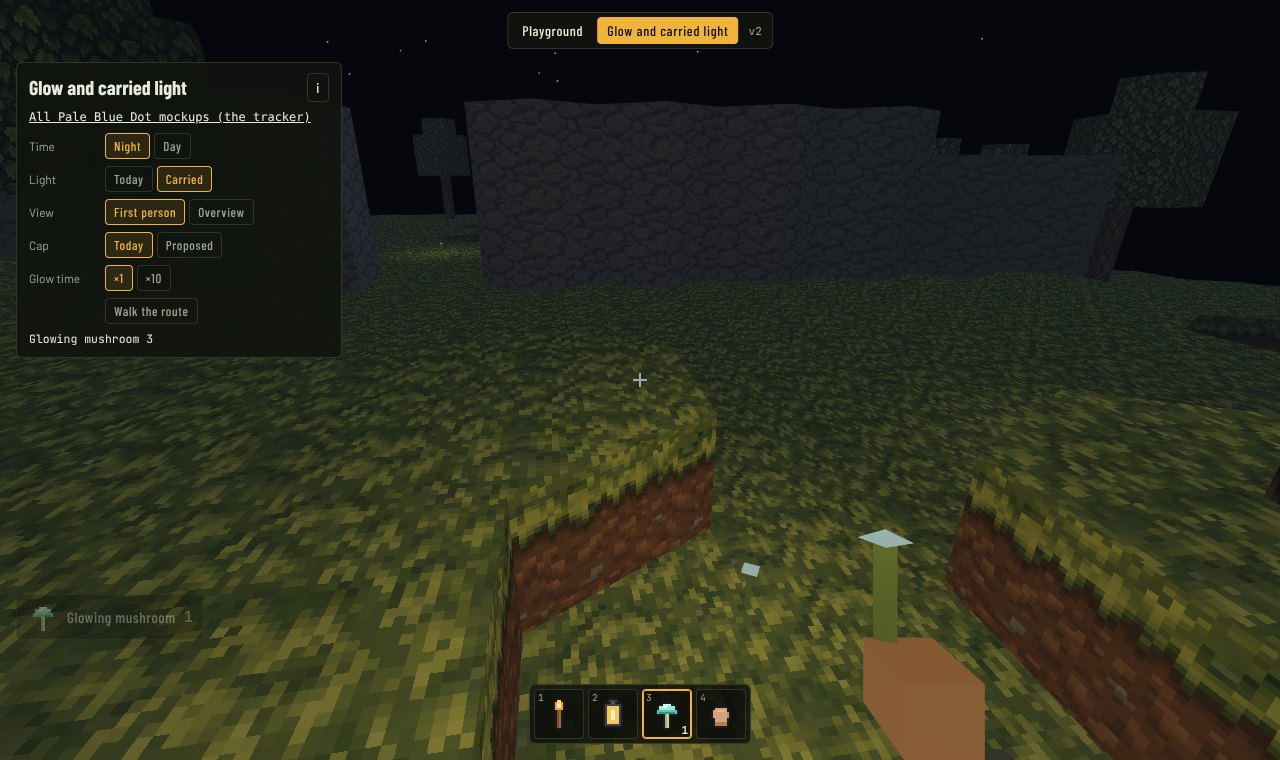 Playground Glow and carried light v2
Glow and carried light i
All Pale Blue Dot mockups (the tracker)
Time Night Day
Light Today Carried
View First person Overview
Cap Today Proposed
Glow time ×1 ×10
Walk the route
Glowing mushroom 3
Glowing mushroom 1
1 2 3 4
1